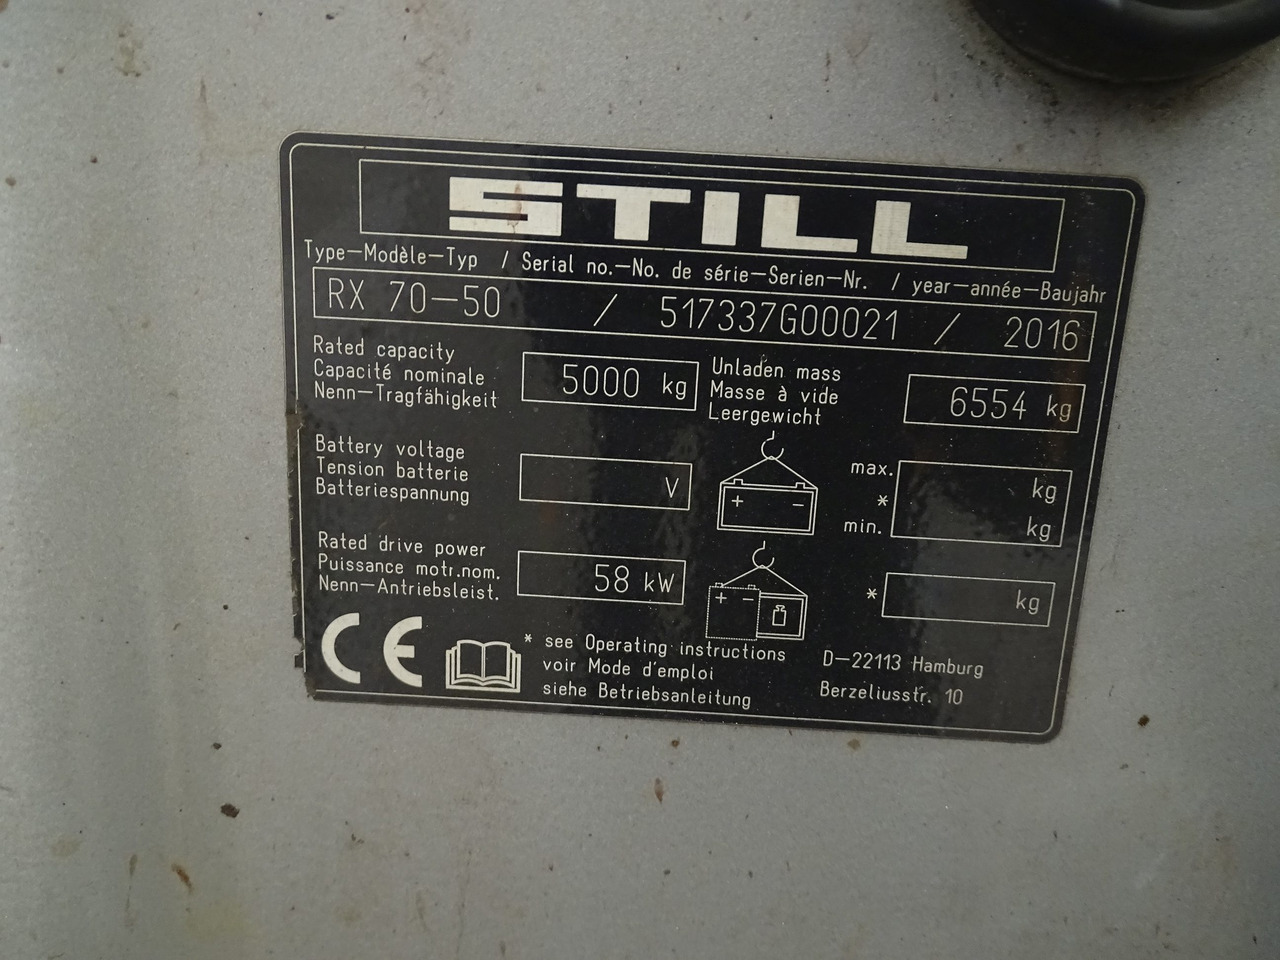 STILL
Type-Modèle-Typ / Serial no.-No. de série-Serien-Nr. / year-année-Baujahr
RX 70-50 / 517337G00021 / 2016
Rated capacity
Capacité nominale
Nenn-Tragfähigkeit
5000 kg
Unladen mass
Masse à vide
Leergewicht
6554 kg
Battery voltage
Tension batterie
Batteriespannung
V
+ -
max.
*
min.
kg
kg
Rated drive power
Puissance motr.nom.
Nenn-Antriebsleist.
58 kW
+ -
*
kg
CE
* see Operating instructions
voir Mode d'emploi
siehe Betriebsanleitung
D-22113 Hamburg
Berzeliusstr. 10